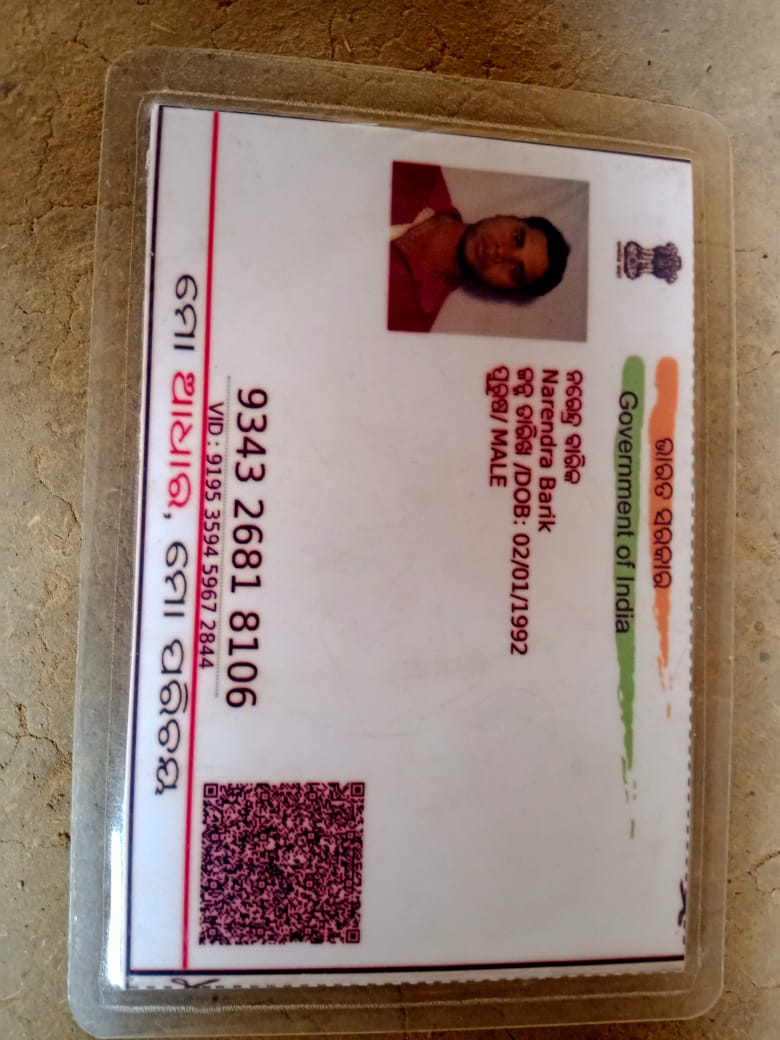 ଭାରତ ସରକାର
Government of India
ନରେନ୍ଦ୍ର ବାରିକ
Narendra Barik
ଜନ୍ମ ତାରିଖ /DOB: 02/01/1992
ପୁରୁଷ/ MALE
9343 2681 8106
VID : 9195 3594 5967 2844
ମୋ ଆଧାର, ମୋ ପରିଚୟ